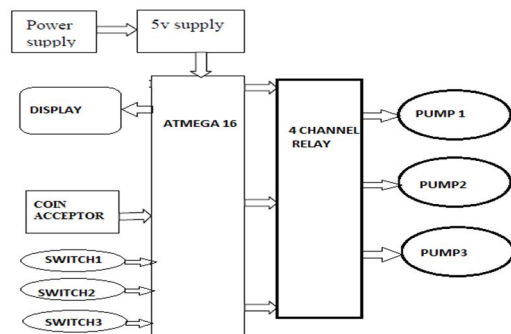 Power
supply
5v supply
DISPLAY
ATMEGA 16
4 CHANNEL
RELAY
PUMP 1
PUMP2
PUMP3
COIN
ACCEPTOR
SWITCH1
SWITCH2
SWITCH3